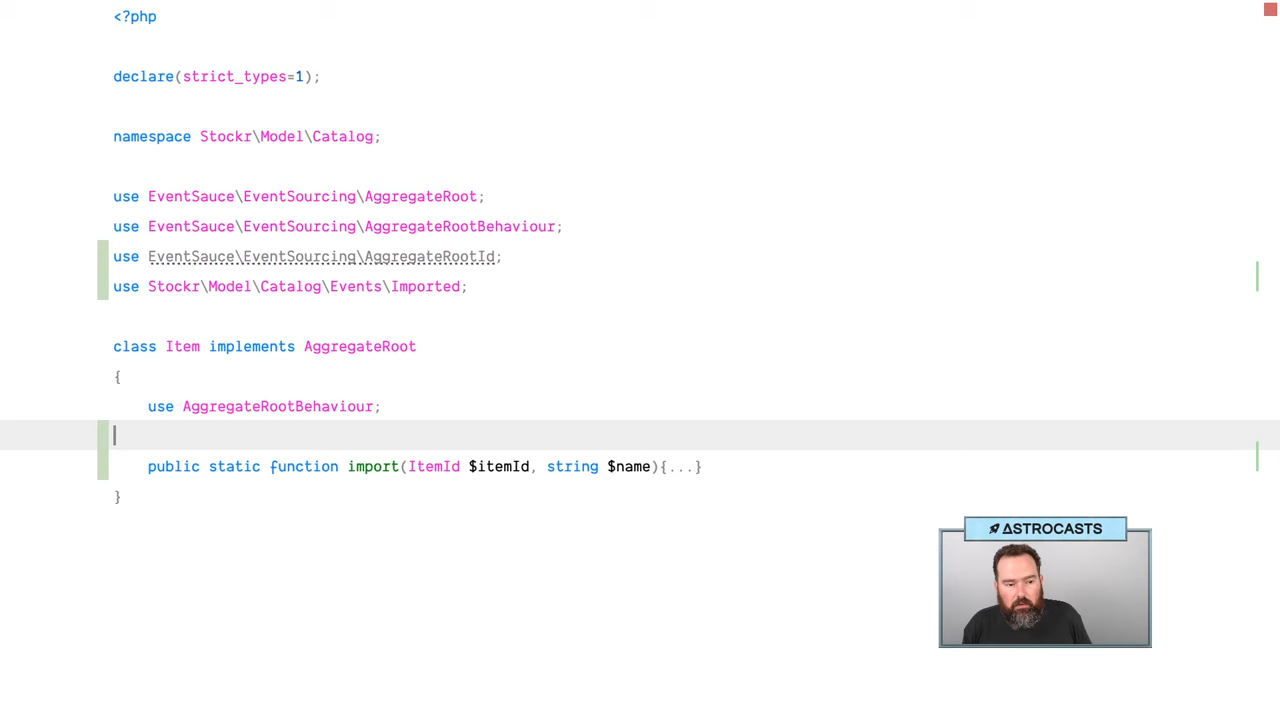 <?php
declare(strict_types=1);
namespace Stockr\Model\Catalog;
use EventSauce\EventSourcing\AggregateRoot;
use EventSauce\EventSourcing\AggregateRootBehaviour;
use EventSauce\EventSourcing\AggregateRootId;
use Stockr\Model\Catalog\Events\Imported;
class Item implements AggregateRoot
{
    use AggregateRootBehaviour;
    public static function import(ItemId $itemId, string $name){...}
}
ΔSTROCASTS